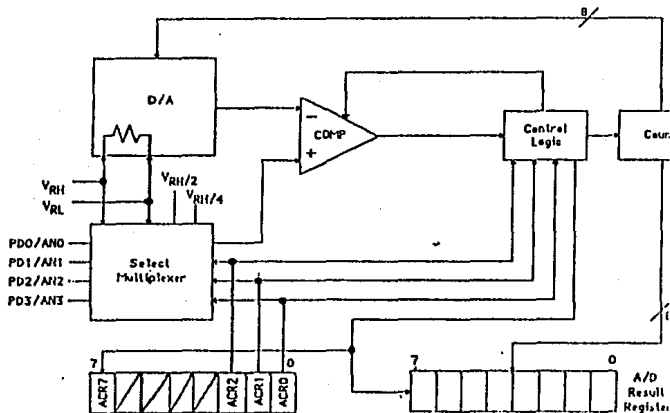 8
D/A
COMP
Control
Logic
Coun
VRH
VRL
VRH/2
VRH/4
PD0/AN0
PD1/AN1
PD2/AN2
PD3/AN3
Select
Multiplexer
7
0
ACR7
ACR2
ACR1
ACR0
7
0
A/D
Result
Register